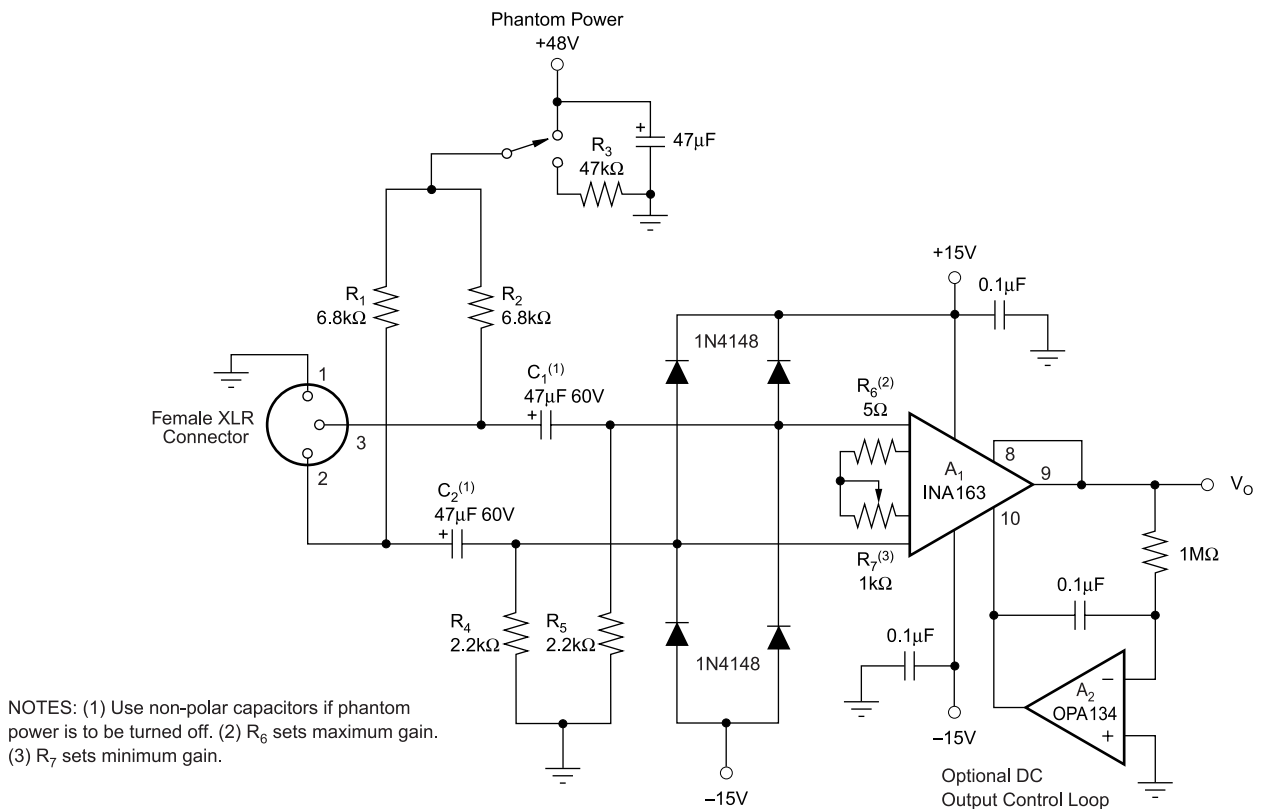 Phantom Power
+48V
+
47µF
R3
47kΩ
R1
6.8kΩ
R2
6.8kΩ
+15V
0.1µF
1N4148
1
Female XLR
Connector
3
2
C1(1)
47µF 60V
+
C2(1)
47µF 60V
+
R6(2)
5Ω
A1
INA163
8
9
10
VO
R7(3)
1kΩ
1MΩ
0.1µF
R4
2.2kΩ
R5
2.2kΩ
1N4148
0.1µF
–
A2
OPA134
+
–15V
–15V
Optional DC
Output Control Loop
NOTES: (1) Use non-polar capacitors if phantom
power is to be turned off. (2) R6 sets maximum gain.
(3) R7 sets minimum gain.